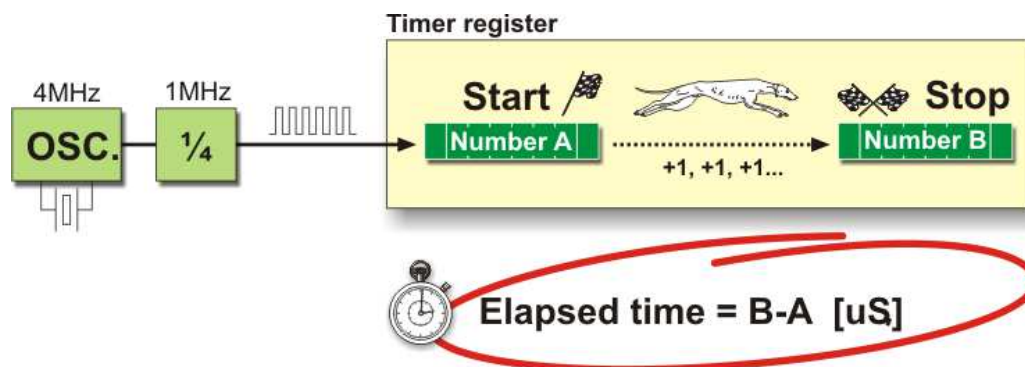 Timer register
4MHz
1MHz
OSC.
¼
Start
Stop
Number A
Number B
+1, +1, +1...
Elapsed time = B-A [uS]